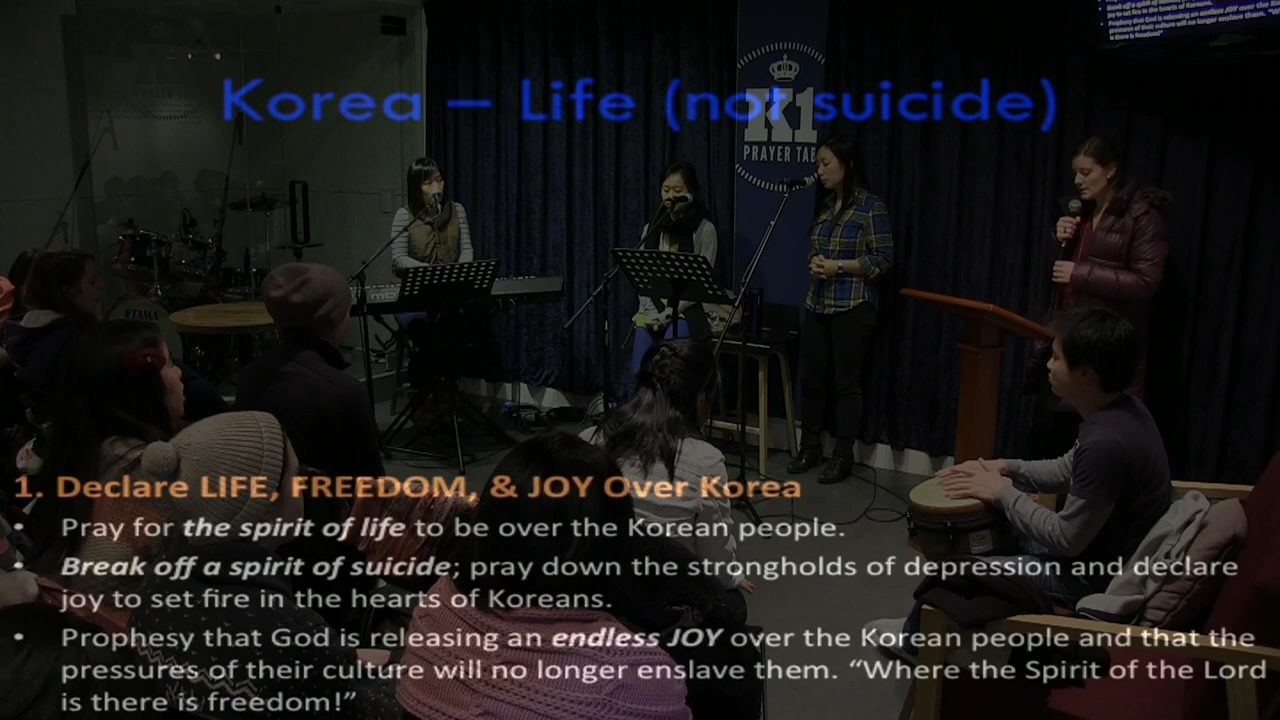 Korea – Life (not suicide)
K1
PRAYER TAB
TAMA
1. Declare LIFE, FREEDOM, & JOY Over Korea
• Pray for the spirit of life to be over the Korean people.
• Break off a spirit of suicide; pray down the strongholds of depression and declare
joy to set fire in the hearts of Koreans.
• Prophesy that God is releasing an endless JOY over the Korean people and that the
pressures of their culture will no longer enslave them. “Where the Spirit of the Lord
is there is freedom!”